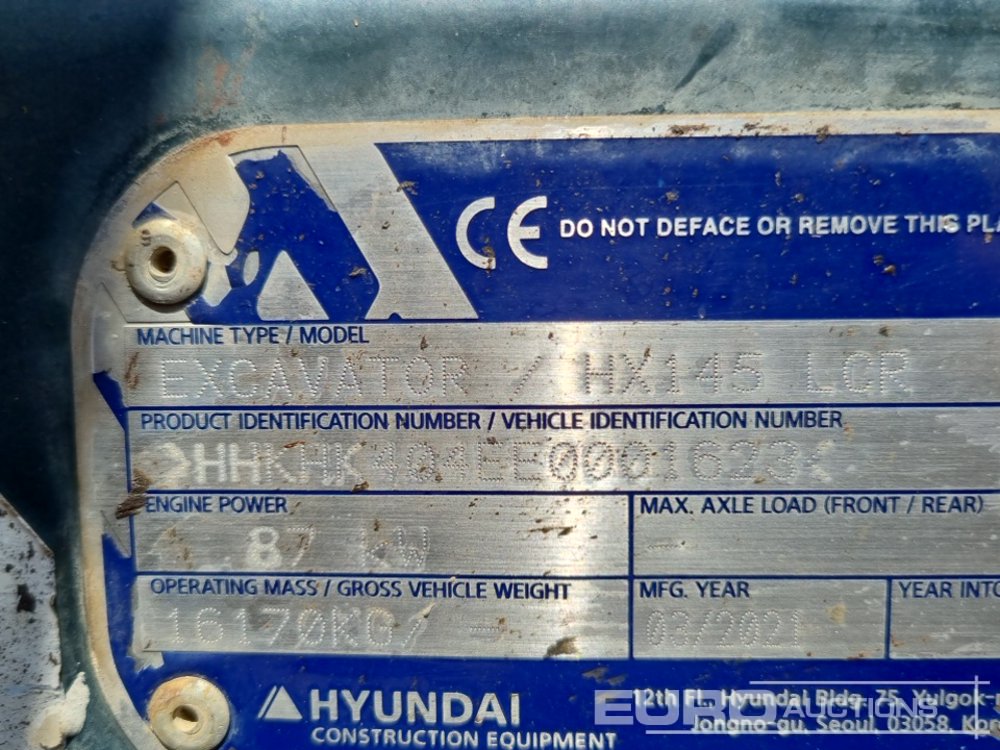 CE DO NOT DEFACE OR REMOVE THIS PLA
MACHINE TYPE / MODEL
EXCAVATOR / HX145 LCR
PRODUCT IDENTIFICATION NUMBER / VEHICLE IDENTIFICATION NUMBER
>HHKHK404EE0001623<
ENGINE POWER
87 kW
MAX. AXLE LOAD (FRONT / REAR)
-
OPERATING MASS / GROSS VEHICLE WEIGHT
16170KG/ -
MFG. YEAR
03/2021
YEAR INTO
HYUNDAI
CONSTRUCTION EQUIPMENT
12th FL., Hyundai Bldg. 75, Yulgok-r
Jongno-gu, Seoul 03058, Kore
EURO AUCTIONS